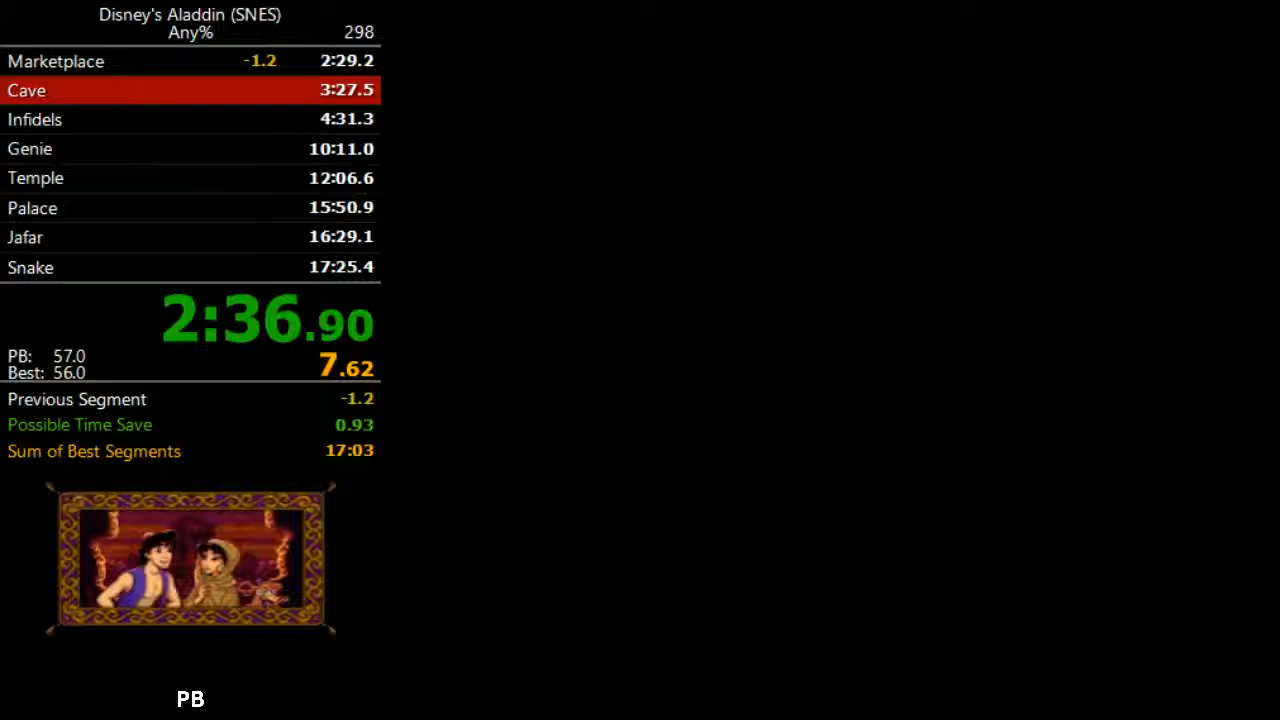 Disney's Aladdin (SNES)
Any% 298
Marketplace -1.2 2:29.2
Cave 3:27.5
Infidels 4:31.3
Genie 10:11.0
Temple 12:06.6
Palace 15:50.9
Jafar 16:29.1
Snake 17:25.4
2:36.90
PB: 57.0
Best: 56.0 7.62
Previous Segment -1.2
Possible Time Save 0.93
Sum of Best Segments 17:03
PB